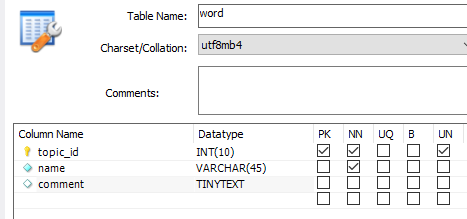 Table Name: word
Charset/Collation: utf8mb4
Comments:
Column Name Datatype PK NN UQ B UN
topic_id INT(10)
name VARCHAR(45)
comment TINYTEXT